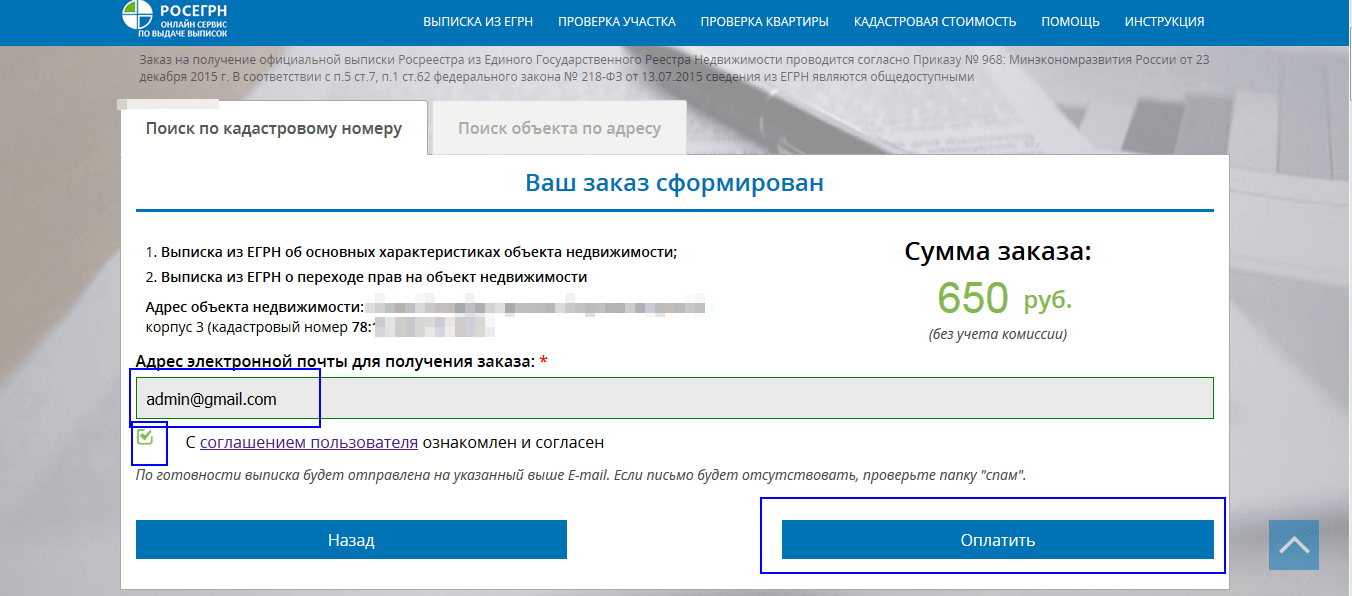 РОСЕГРН
ОНЛАЙН СЕРВИС
ПО ВЫДАЧЕ ВЫПИСОК
ВЫПИСКА ИЗ ЕГРН ПРОВЕРКА УЧАСТКА ПРОВЕРКА КВАРТИРЫ КАДАСТРОВАЯ СТОИМОСТЬ ПОМОЩЬ ИНСТРУКЦИЯ
Заказ на получение официальной выписки Росреестра из Единого Государственного Реестра Недвижимости проводится согласно Приказу № 968: Минэкономразвития России от 23
декабря 2015 г. В соответствии с п.5 ст.7, п.1 ст.62 федерального закона № 218-ФЗ от 13.07.2015 сведения из ЕГРН являются общедоступными
Поиск по кадастровому номеру Поиск объекта по адресу
Ваш заказ сформирован
1. Выписка из ЕГРН об основных характеристиках объекта недвижимости;
2. Выписка из ЕГРН о переходе прав на объект недвижимости
Адрес объекта недвижимости:
корпус 3 (кадастровый номер 78:
Сумма заказа:
650 руб.
(без учета комиссии)
Адрес электронной почты для получения заказа: *
admin@gmail.com
С соглашением пользователя ознакомлен и согласен
По готовности выписка будет отправлена на указанный выше E-mail. Если письмо будет отсутствовать, проверьте папку "спам".
Назад Оплатить